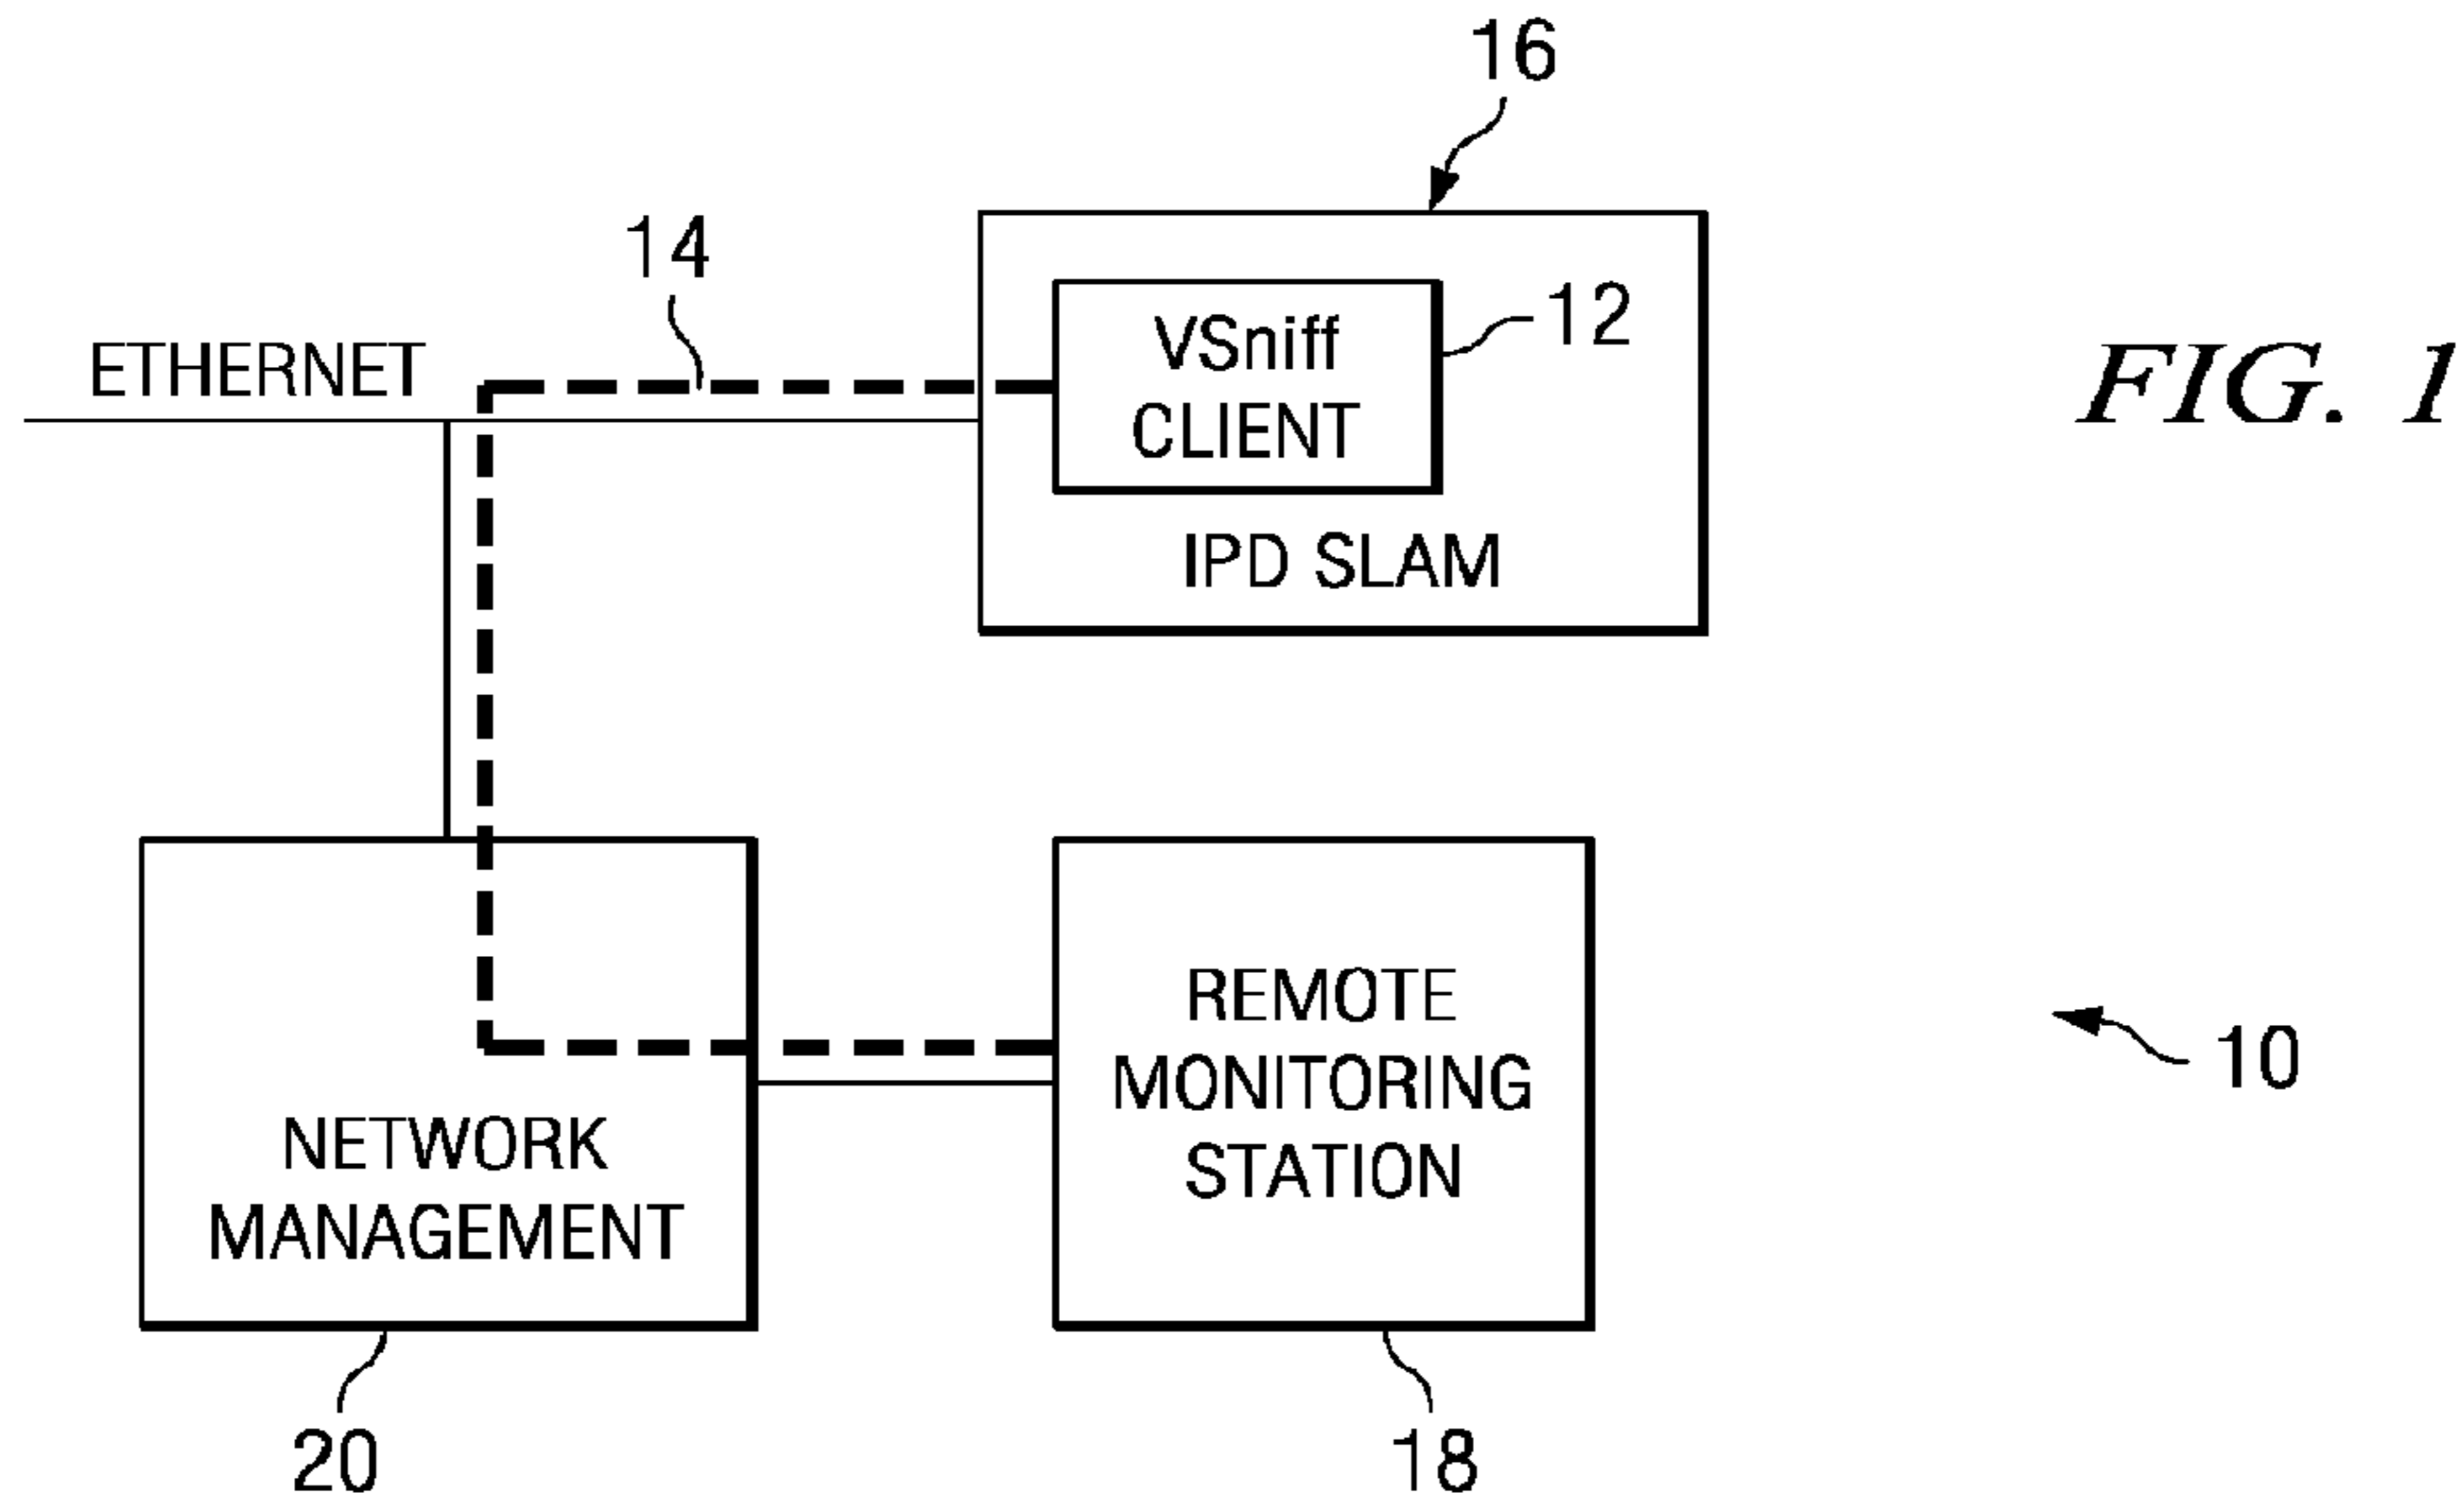 16
14
12
VSniff
CLIENT
ETHERNET
FIG. 1
IPD SLAM
REMOTE
MONITORING
STATION
10
NETWORK
MANAGEMENT
20
18